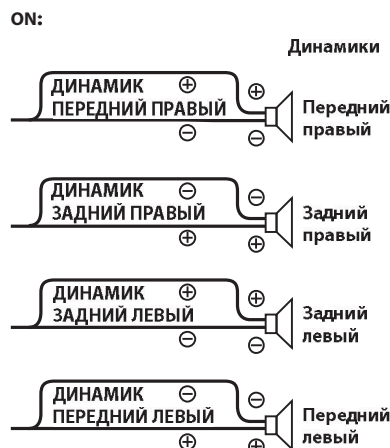 ON:
Динамики
ДИНАМИК ⊕ ⊕
ПЕРЕДНИЙ ПРАВЫЙ
⊖ ⊖
Передний
правый
ДИНАМИК ⊖ ⊖
ЗАДНИЙ ПРАВЫЙ
⊕ ⊕
Задний
правый
ДИНАМИК ⊕ ⊕
ЗАДНИЙ ЛЕВЫЙ
⊖ ⊖
Задний
левый
ДИНАМИК ⊖ ⊖
ПЕРЕДНИЙ ЛЕВЫЙ
⊕ ⊕
Передний
левый